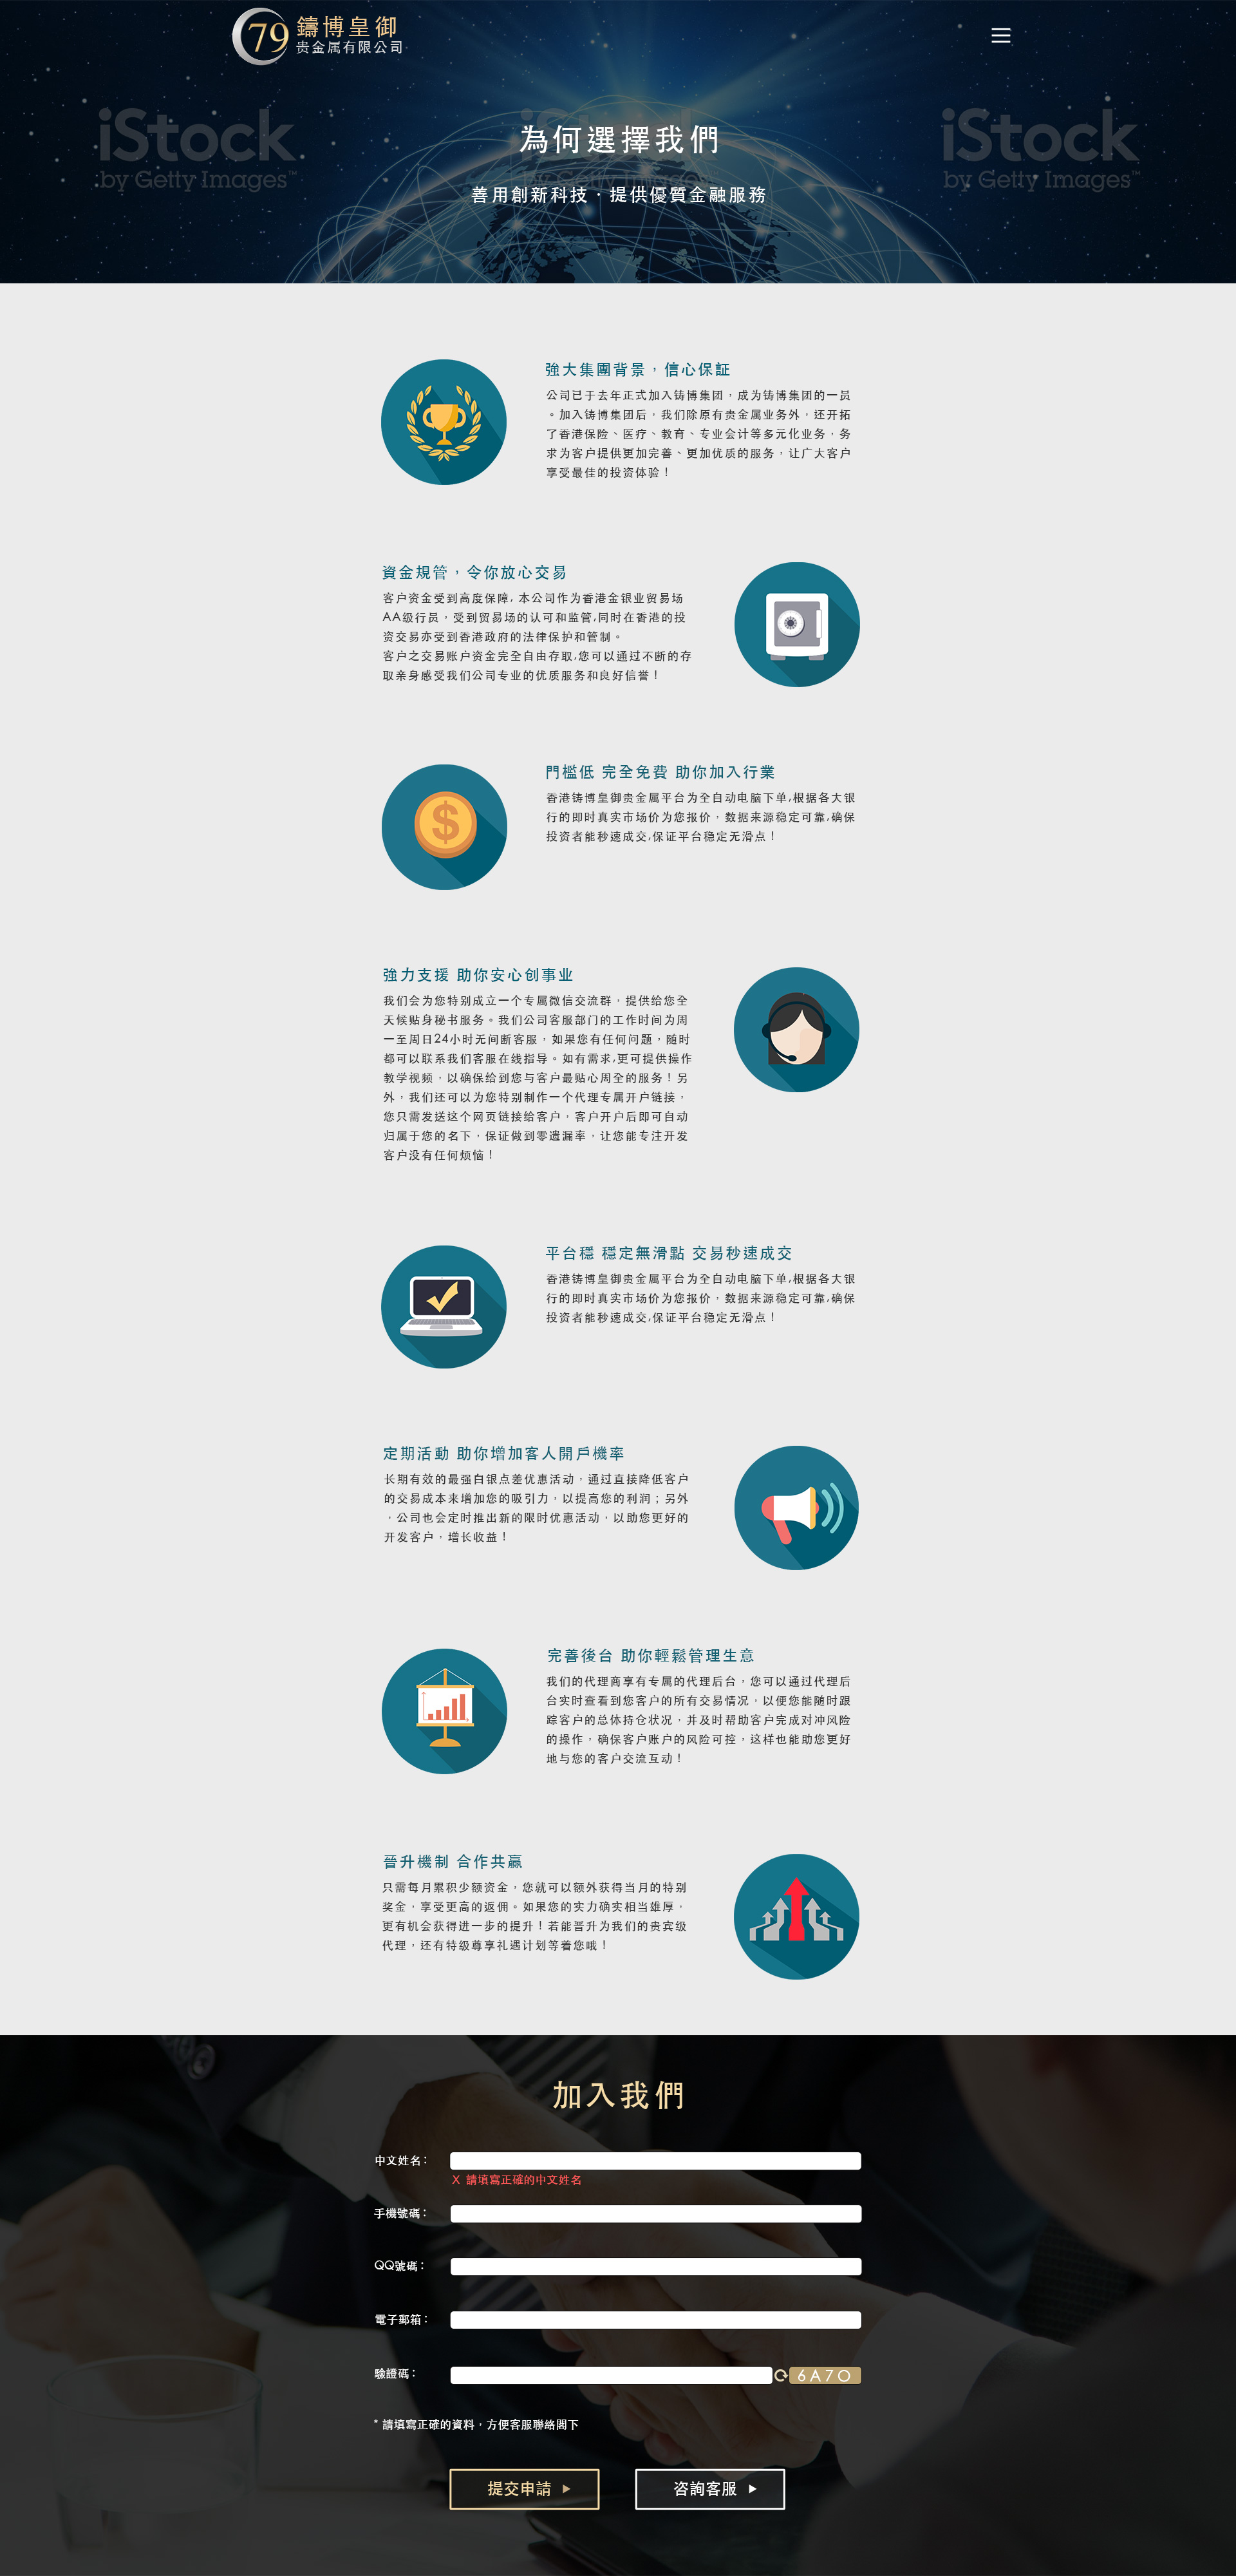 79 鑄博皇御
贵金属有限公司
iStock
by Getty Images™
iStock
by Getty Images
iStock
by Getty Images™
為何選擇我們
善用創新科技·提供優質金融服務
強大集團背景，信心保証
公司已于去年正式加入铸博集团，成为铸博集团的一员
。加入铸博集团后，我们除原有贵金属业务外，还开拓
了香港保险、医疗、教育、专业会计等多元化业务，务
求为客户提供更加完善、更加优质的服务，让广大客户
享受最佳的投资体验！
資金規管，令你放心交易
客户资金受到高度保障, 本公司作为香港金银业贸易场
AA级行员，受到贸易场的认可和监管,同时在香港的投
资交易亦受到香港政府的法律保护和管制。
客户之交易账户资金完全自由存取,您可以通过不断的存
取亲身感受我们公司专业的优质服务和良好信誉！
門檻低 完全免費 助你加入行業
香港铸博皇御贵金属平台为全自动电脑下单,根据各大银
行的即时真实市场价为您报价，数据来源稳定可靠,确保
投资者能秒速成交,保证平台稳定无滑点！
強力支援 助你安心创事业
我们会为您特别成立一个专属微信交流群，提供给您全
天候贴身秘书服务。我们公司客服部门的工作时间为周
一至周日24小时无间断客服，如果您有任何问题，随时
都可以联系我们客服在线指导。如有需求,更可提供操作
教学视频，以确保给到您与客户最贴心周全的服务！另
外，我们还可以为您特别制作一个代理专属开户链接，
您只需发送这个网页链接给客户，客户开户后即可自动
归属于您的名下，保证做到零遗漏率，让您能专注开发
客户没有任何烦恼！
平台穩 穩定無滑點 交易秒速成交
香港铸博皇御贵金属平台为全自动电脑下单,根据各大银
行的即时真实市场价为您报价，数据来源稳定可靠,确保
投资者能秒速成交,保证平台稳定无滑点！
定期活動 助你增加客人開戶機率
长期有效的最强白银点差优惠活动，通过直接降低客户
的交易成本来增加您的吸引力，以提高您的利润；另外
，公司也会定时推出新的限时优惠活动，以助您更好的
开发客户，增长收益！
完善後台 助你輕鬆管理生意
我们的代理商享有专属的代理后台，您可以通过代理后
台实时查看到您客户的所有交易情况，以便您能随时跟
踪客户的总体持仓状况，并及时帮助客户完成对冲风险
的操作，确保客户账户的风险可控，这样也能助您更好
地与您的客户交流互动！
晉升機制 合作共贏
只需每月累积少额资金，您就可以额外获得当月的特别
奖金，享受更高的返佣。如果您的实力确实相当雄厚，
更有机会获得进一步的提升！若能晋升为我们的贵宾级
代理，还有特级尊享礼遇计划等着您哦！
加入我們
中文姓名：
X 請填寫正確的中文姓名
手機號碼：
QQ號碼：
電子郵箱：
驗證碼：
6A7O
* 請填寫正確的資料，方便客服聯絡閣下
提交申請 ▶
咨詢客服 ▶